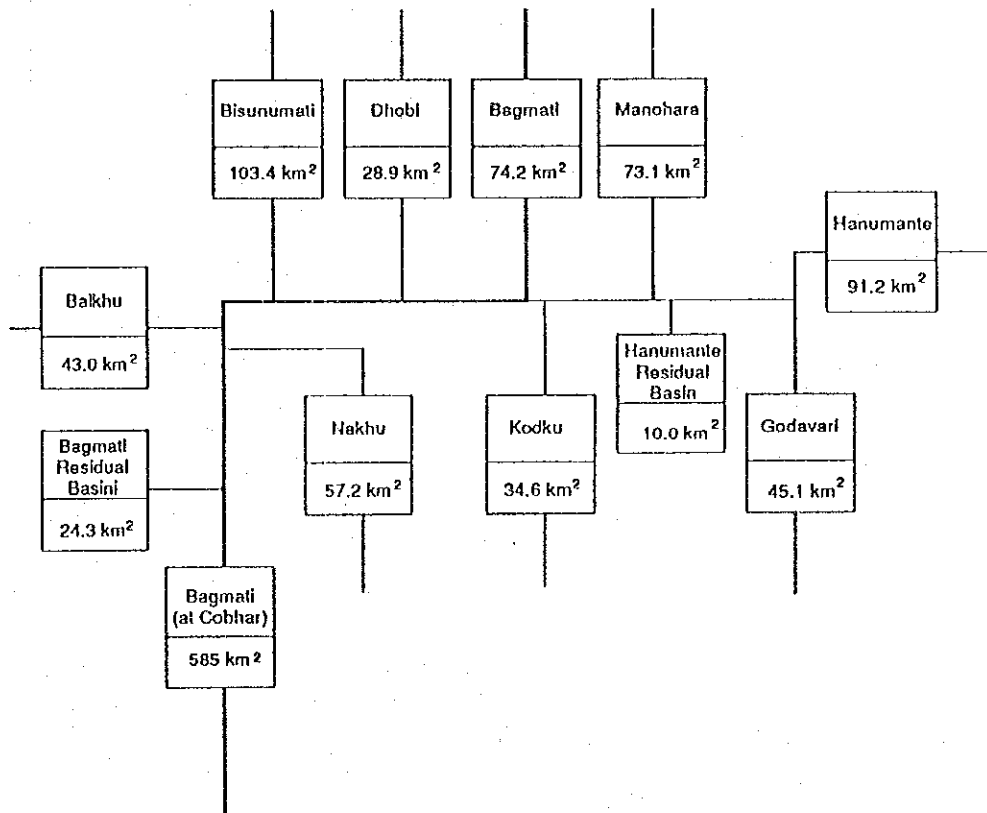 Bisunumati
103.4 km²
Dhobi
28.9 km²
Bagmati
74.2 km²
Manohara
73.1 km²
Hanumante
91.2 km²
Balkhu
43.0 km²
Hanumante
Residual
Basin
10.0 km²
Nakhu
57.2 km²
Kodku
34.6 km²
Godavari
45.1 km²
Bagmati
Residual
Basini
24.3 km²
Bagmati
(at Cobhar)
585 km²